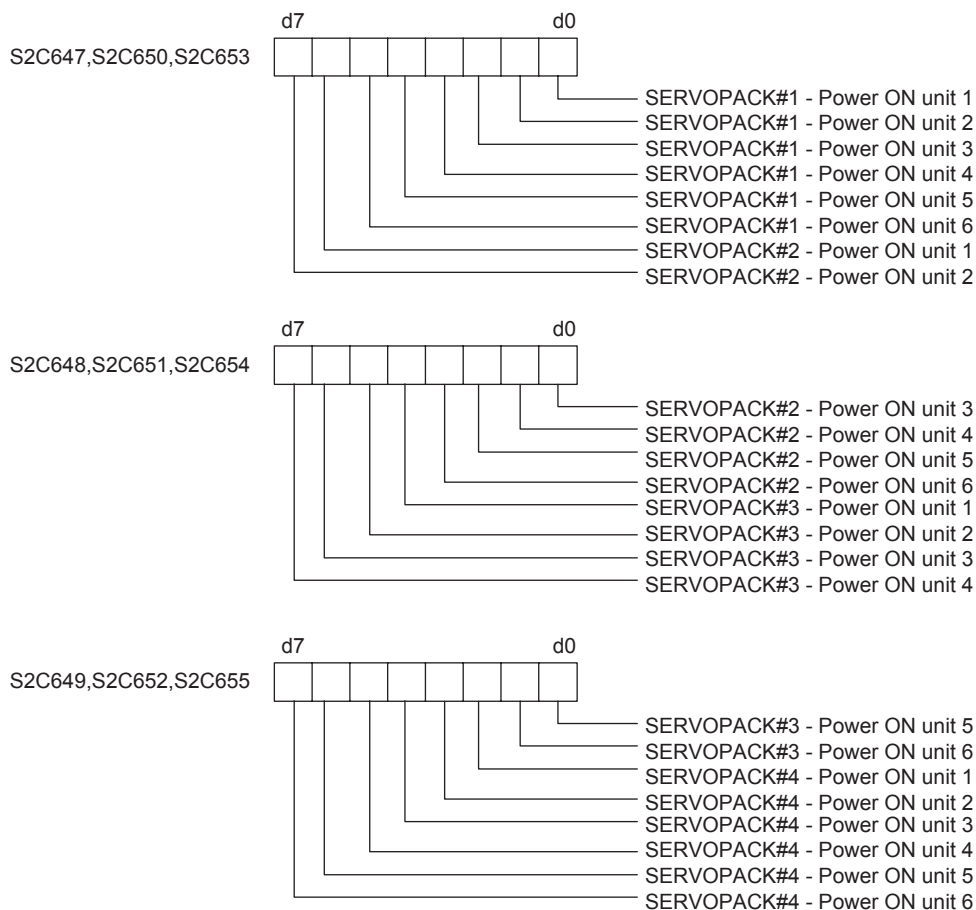 d7 d0
S2C647,S2C650,S2C653
SERVOPACK#1 - Power ON unit 1
SERVOPACK#1 - Power ON unit 2
SERVOPACK#1 - Power ON unit 3
SERVOPACK#1 - Power ON unit 4
SERVOPACK#1 - Power ON unit 5
SERVOPACK#1 - Power ON unit 6
SERVOPACK#2 - Power ON unit 1
SERVOPACK#2 - Power ON unit 2
d7 d0
S2C648,S2C651,S2C654
SERVOPACK#2 - Power ON unit 3
SERVOPACK#2 - Power ON unit 4
SERVOPACK#2 - Power ON unit 5
SERVOPACK#2 - Power ON unit 6
SERVOPACK#3 - Power ON unit 1
SERVOPACK#3 - Power ON unit 2
SERVOPACK#3 - Power ON unit 3
SERVOPACK#3 - Power ON unit 4
d7 d0
S2C649,S2C652,S2C655
SERVOPACK#3 - Power ON unit 5
SERVOPACK#3 - Power ON unit 6
SERVOPACK#4 - Power ON unit 1
SERVOPACK#4 - Power ON unit 2
SERVOPACK#4 - Power ON unit 3
SERVOPACK#4 - Power ON unit 4
SERVOPACK#4 - Power ON unit 5
SERVOPACK#4 - Power ON unit 6